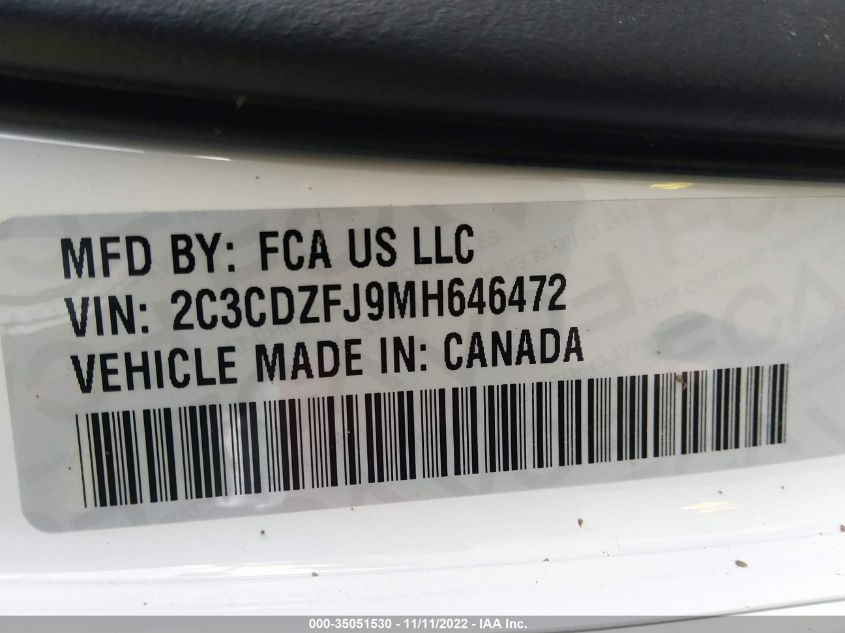 MFD BY: FCA US LLC
VIN: 2C3CDZFJ9MH646472
VEHICLE MADE IN: CANADA
000-35051530 - 11/11/2022 - IAA Inc.